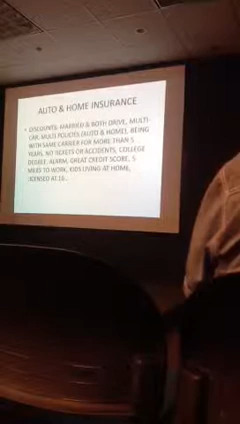 AUTO & HOME INSURANCE
• DISCOUNTS: MARRIED & BOTH DRIVE, MULTI-
CAR, MULTI POLICIES (AUTO & HOME), BEING
WITH SAME CARRIER FOR MORE THAN 5
YEARS, NO TICKETS OR ACCIDENTS, COLLEGE
DEGREE, ALARM, GREAT CREDIT SCORE, 5
MILES TO WORK, KIDS LIVING AT HOME,
LICENSED AT 16...